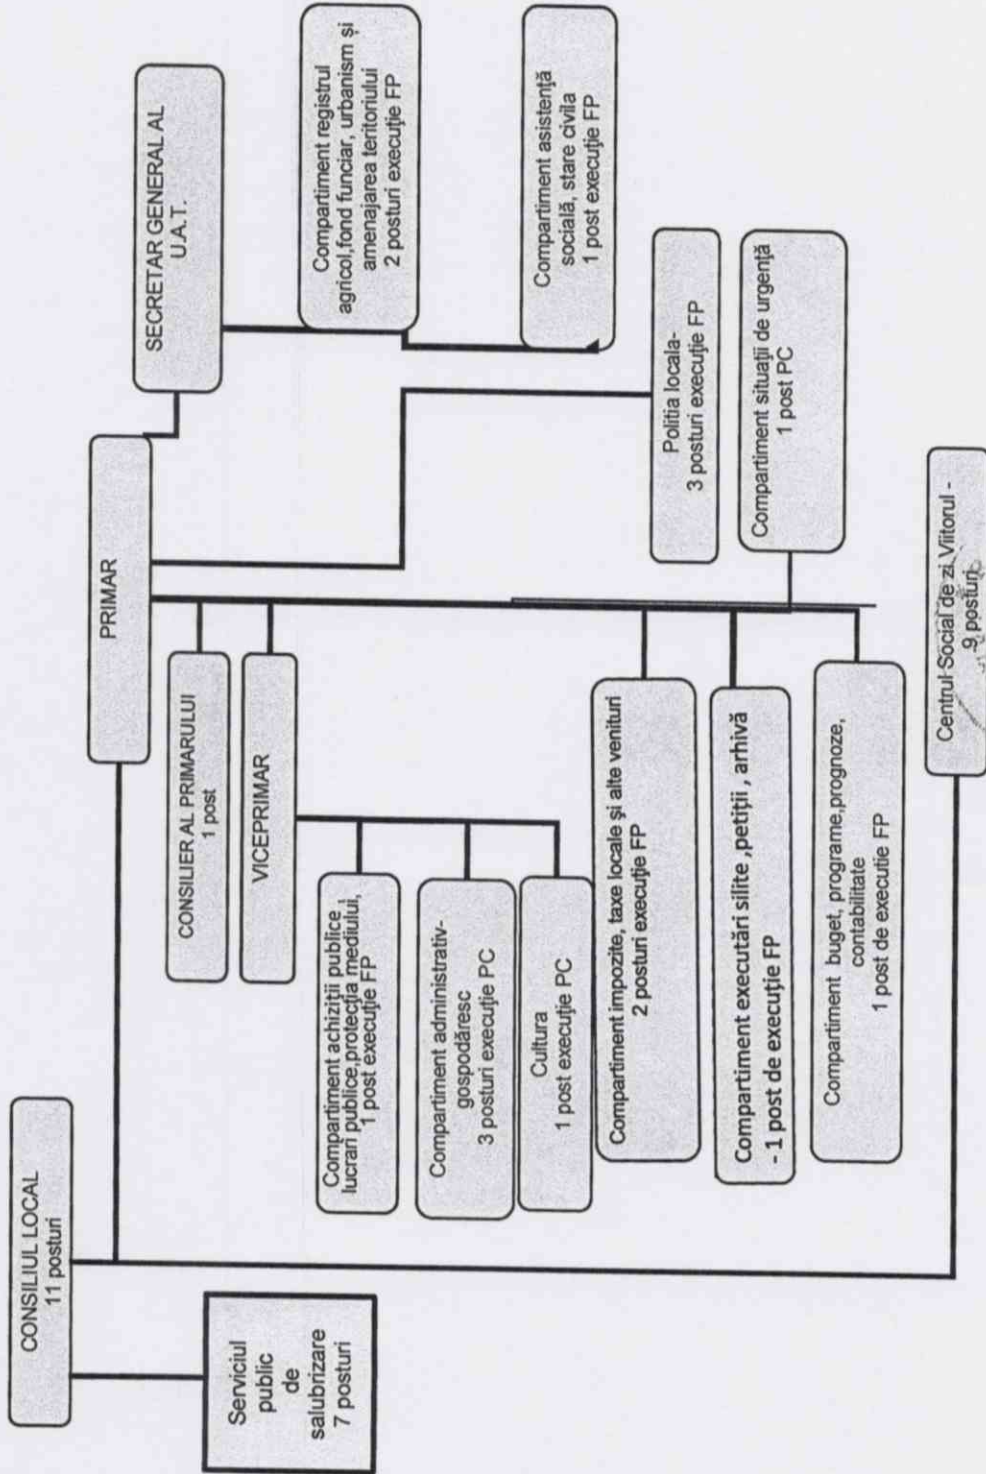 CONSILIUL LOCAL
11 posturi
Serviciul
public
de
salubrizare
7 posturi
PRIMAR
SECRETAR GENERAL AL
U.A.T.
CONSILIER AL PRIMARULUI
1 post
VICEPRIMAR
Compartiment achiziții publice ,
lucrari publice,protecția mediului,
1 post execuție FP
Compartiment administrativ-
gospodăresc
3 posturi execuție PC
Cultura
1 post execuție PC
Compartiment impozite, taxe locale și alte venituri
2 posturi execuție FP
Compartiment executări silite ,petiții , arhivă
- 1 post de execuție FP
Compartiment buget, programe,prognoze,
contabilitate
1 post de executie FP
Compartiment registrul
agricol,fond funciar, urbanism și
amenajarea teritoriului
2 posturi execuție FP
Compartiment asistență
socială, stare civila
1 post execuție FP
Politia locala-
3 posturi execuție FP
Compartiment situații de urgență
1 post PC
Centrul Social de zi Viitorul -
9 posturi